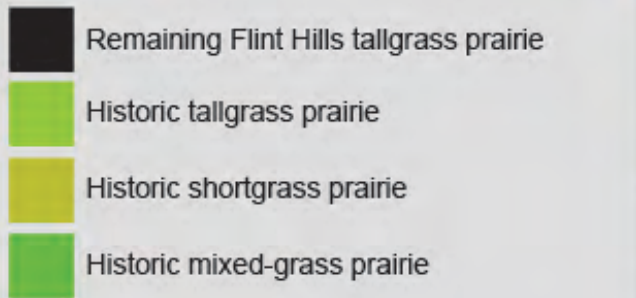 Remaining Flint Hills tallgrass prairie
Historic tallgrass prairie
Historic shortgrass prairie
Historic mixed-grass prairie